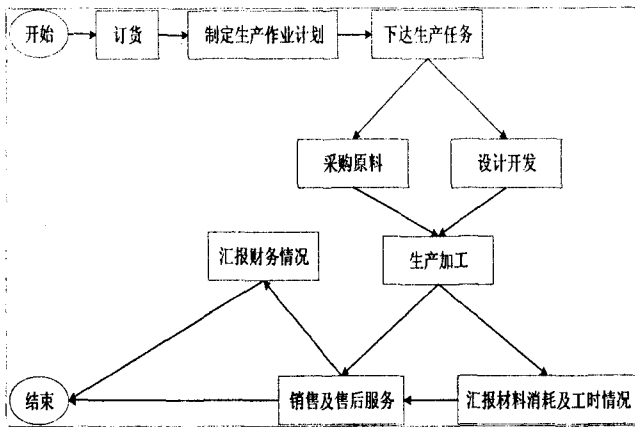 开始
订货
制定生产作业计划
下达生产任务
采购原料
设计开发
汇报财务情况
生产加工
结束
销售及售后服务
汇报材料消耗及工时情况